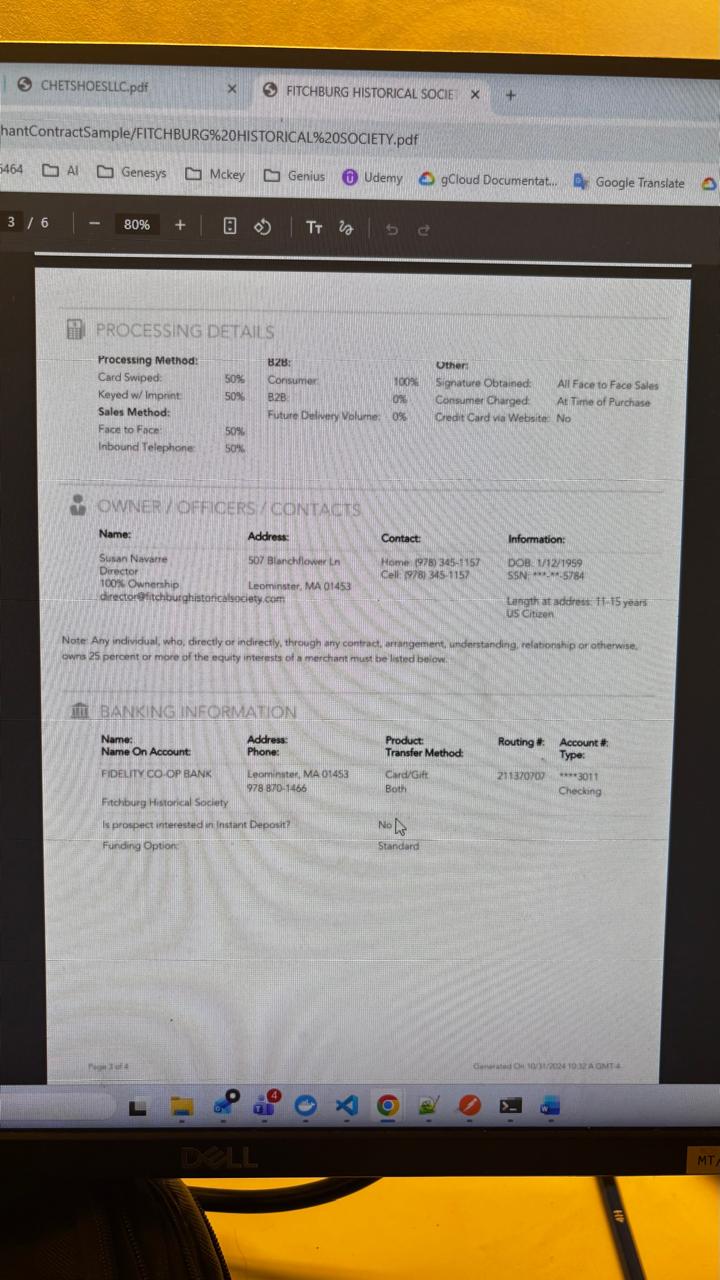 CHETSHOESLLC.pdf × FITCHBURG HISTORICAL SOCIE × +
hantContractSample/FITCHBURG%20HISTORICAL%20SOCIETY.pdf
5464 AI Genesys Mckey Genius Udemy gCloud Documentat... Google Translate
3 / 6 − 80% +
PROCESSING DETAILS
Processing Method: B2B: Other:
Card Swiped: 50% Consumer: 100% Signature Obtained: All Face to Face Sales
Keyed w/ Imprint: 50% B2B: 0% Consumer Charged: At Time of Purchase
Sales Method: Future Delivery Volume: 0% Credit Card via Website: No
Face to Face: 50%
Inbound Telephone: 50%
OWNER / OFFICERS / CONTACTS
Name: Address: Contact: Information:
Susan Navarre 507 Blanchflower Ln Home: (978) 345-1157 DOB: 1/12/1959
Director Cell: (978) 345-1157 SSN: ***-**-5784
100% Ownership Leominster, MA 01453
director@fitchburghistoricalsociety.com Length at address: 11-15 years
US Citizen
Note: Any individual, who, directly or indirectly, through any contract, arrangement, understanding, relationship or otherwise,
owns 25 percent or more of the equity interests of a merchant must be listed below.
BANKING INFORMATION
Name: Address: Product: Routing #: Account #:
Name On Account: Phone: Transfer Method: Type:
FIDELITY CO-OP BANK Leominster, MA 01453 Card/Gift 211370707 ****3011
978 870-1466 Both Checking
Fitchburg Historical Society
Is prospect interested in Instant Deposit? No
Funding Option: Standard
Page 3 of 4 Generated On 10/31/2024 10:32 A GMT-4
4
DELL
MT
4H